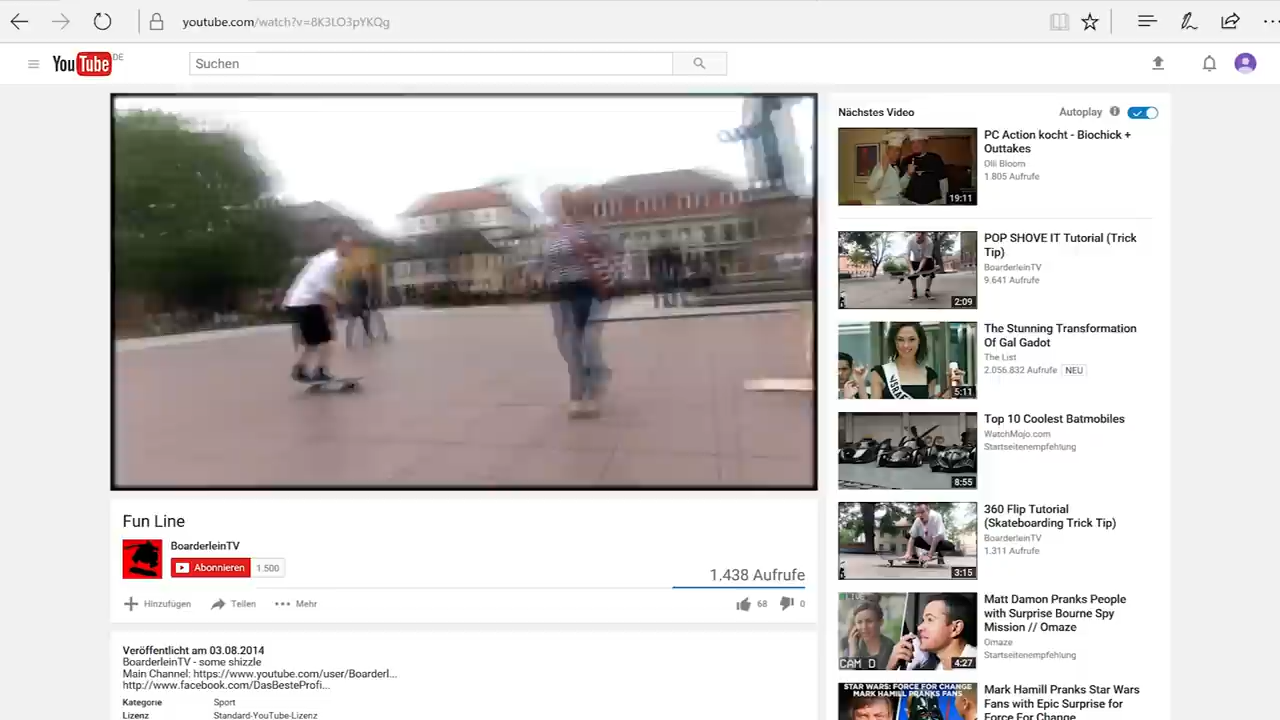 youtube.com/watch?v=8K3LO3pYKQg
YouTube DE
Suchen
Nächstes Video
Autoplay
PC Action kocht - Biochick +
Outtakes
Olli Bloom
1.805 Aufrufe
19:11
POP SHOVE IT Tutorial (Trick
Tip)
BoarderleinTV
9.641 Aufrufe
2:09
The Stunning Transformation
Of Gal Gadot
The List
2.056.832 Aufrufe NEU
5:11
Top 10 Coolest Batmobiles
WatchMojo.com
Startseitenempfehlung
8:55
360 Flip Tutorial
(Skateboarding Trick Tip)
BoarderleinTV
1.311 Aufrufe
3:15
Matt Damon Pranks People
with Surprise Bourne Spy
Mission // Omaze
Omaze
Startseitenempfehlung
CAM D
4:27
STAR WARS: FORCE FOR CHANGE
MARK HAMILL PRANKS FANS
Mark Hamill Pranks Star Wars
Fans with Epic Surprise for
Force For Change
Fun Line
BoarderleinTV
Abonnieren 1.500
1.438 Aufrufe
Hinzufügen Teilen Mehr
68 0
Veröffentlicht am 03.08.2014
BoarderleinTV - some shizzle
Main Channel: https://www.youtube.com/user/Boarderl...
http://www.facebook.com/DasBesteProfi...
Kategorie Sport
Lizenz Standard-YouTube-Lizenz